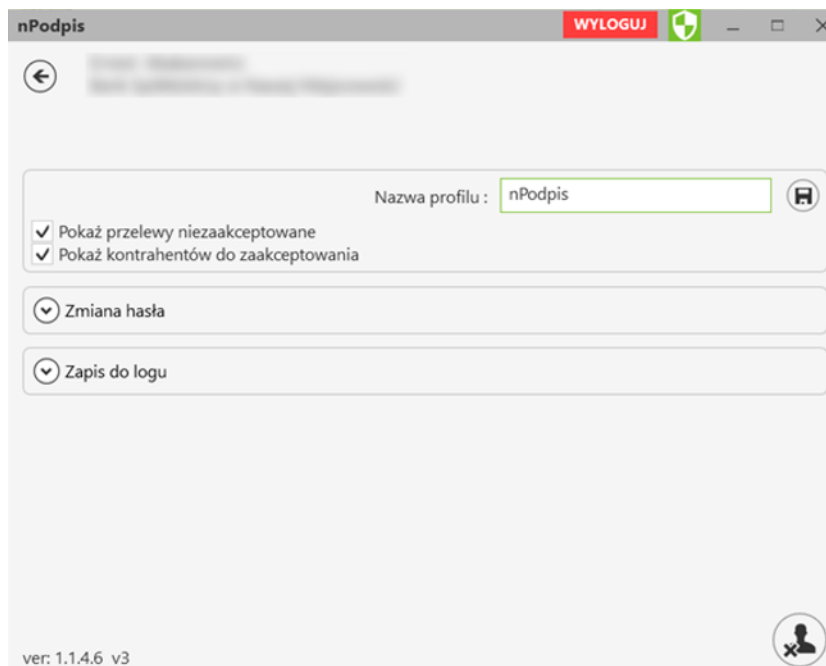 nPodpis
WYLOGUJ
Nazwa profilu :
nPodpis
Pokaż przelewy niezaakceptowane
Pokaż kontrahentów do zaakceptowania
Zmiana hasła
Zapis do logu
ver: 1.1.4.6 v3